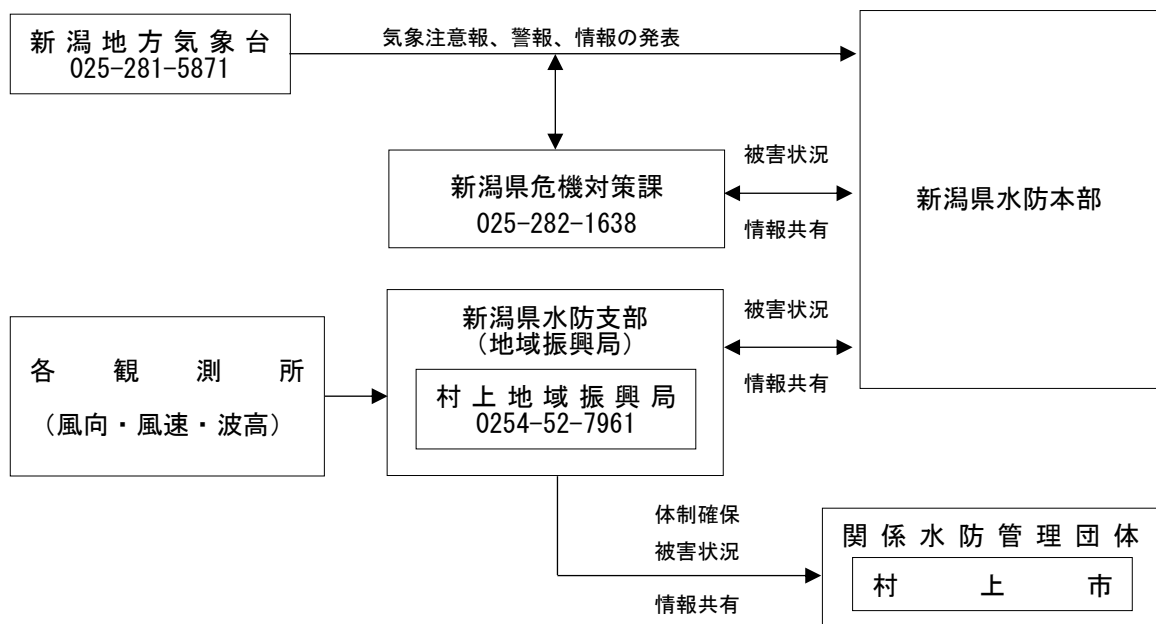 新潟地方気象台
025-281-5871
気象注意報、警報、情報の発表
新潟県危機対策課
025-282-1638
被害状況
情報共有
新潟県水防本部
各観測所
(風向・風速・波高)
新潟県水防支部
(地域振興局)
村上地域振興局
0254-52-7961
被害状況
情報共有
体制確保
被害状況
情報共有
関係水防管理団体
村上市